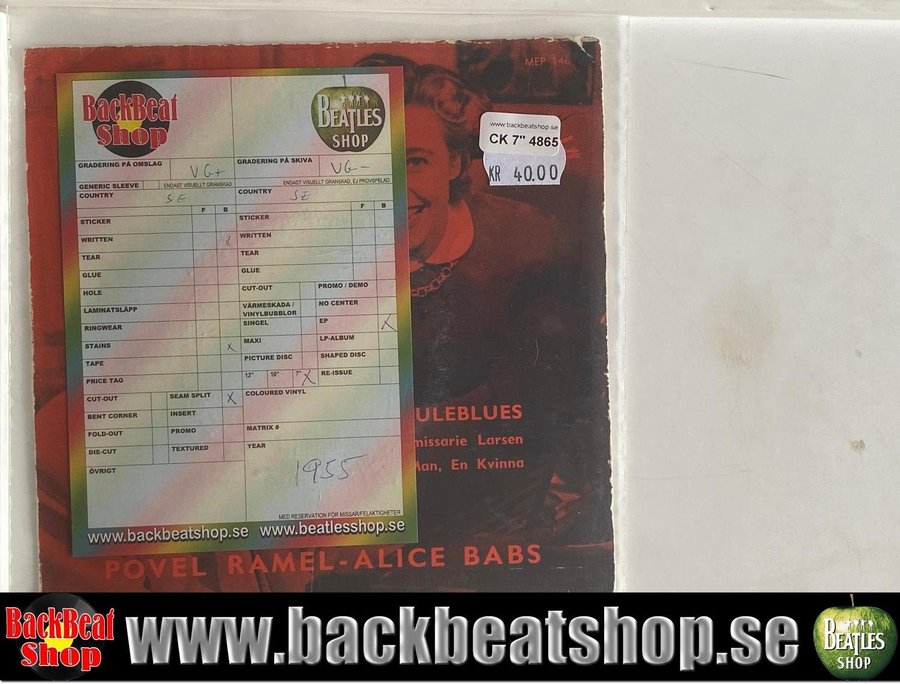 MEP 146
BackBeat
Shop
BEATLES
SHOP
www.backbeatshop.se
CK 7" 4865
KR 40.00
GRADERING PÅ OMSLAG VG+
GRADERING PÅ SKIVA VG-
GENERIC SLEEVE ENDAST VISUELLT GRANSKAD
ENDAST VISUELLT GRANSKAD, EJ PROVSPELAD
COUNTRY SE
COUNTRY SE
F B
F B
STICKER
STICKER
WRITTEN X
WRITTEN
TEAR
TEAR
GLUE
GLUE
HOLE
CUT-OUT
PROMO / DEMO
LAMINATSLÄPP
VÄRMESKADA /
VINYLBUBBLOR
NO CENTER
RINGWEAR
SINGEL
EP X
STAINS X
MAXI
LP-ALBUM
TAPE
PICTURE DISC
SHAPED DISC
PRICE TAG
12" 10" 7" X
RE-ISSUE
CUT-OUT
SEAM SPLIT X
COLOURED VINYL
BENT CORNER
INSERT
FOLD-OUT
PROMO
MATRIX #
DIE-CUT
TEXTURED
YEAR
1955
ÖVRIGT
MED RESERVATION FÖR MISSAR/FELAKTIGHETER
www.backbeatshop.se www.beatlesshop.se
ULEBLUES
missarie Larsen
Man, En Kvinna
POVEL RAMEL-ALICE BABS
BackBeat
Shop
www.backbeatshop.se
BEATLES
SHOP